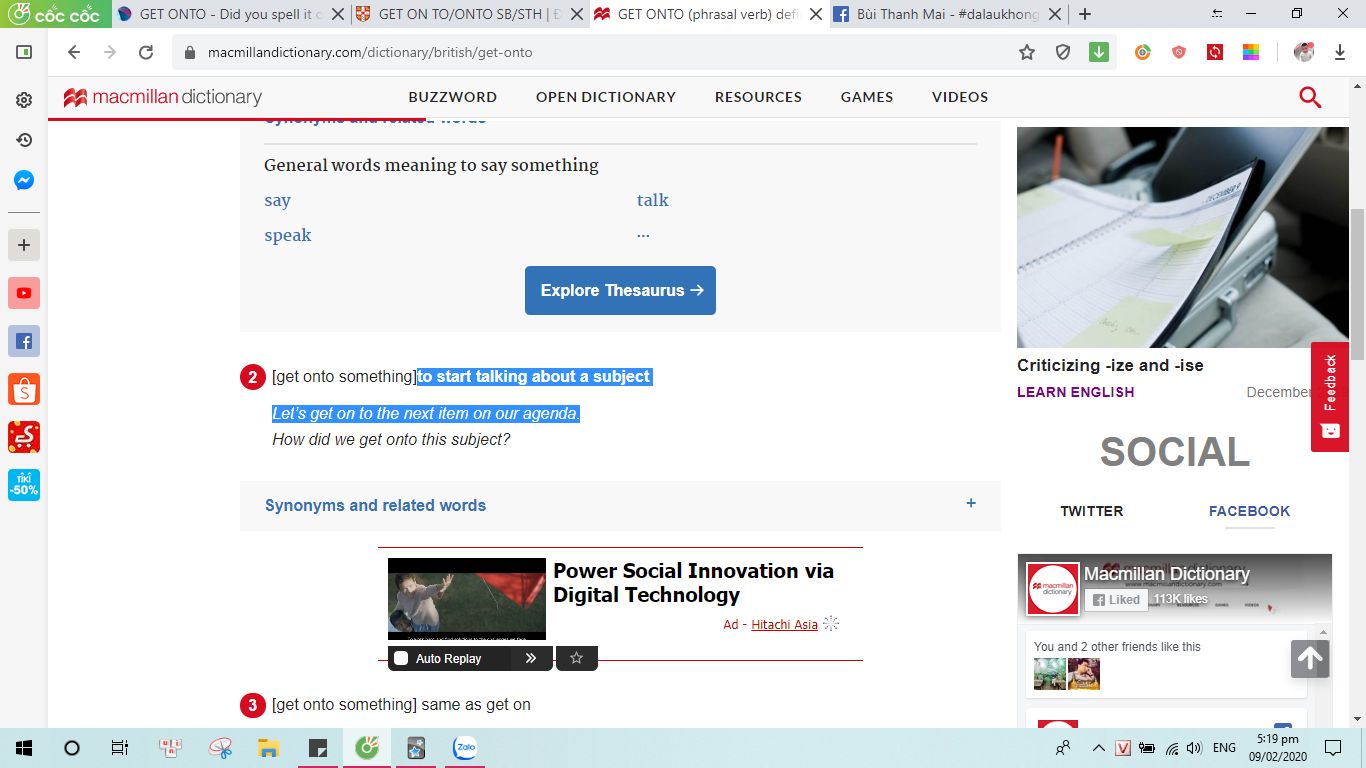 cốc cốc
GET ONTO - Did you spell it c
GET ON TO/ONTO SB/STH | Đ
GET ONTO (phrasal verb) defi
Bùi Thanh Mai - #dalaukhong
macmillandictionary.com/dictionary/british/get-onto
macmillan dictionary
BUZZWORD
OPEN DICTIONARY
RESOURCES
GAMES
VIDEOS
Synonyms and related words
General words meaning to say something
say
talk
speak
...
Explore Thesaurus →
2 [get onto something]to start talking about a subject
Let's get on to the next item on our agenda.
How did we get onto this subject?
Synonyms and related words +
Power Social Innovation via
Digital Technology
Ad - Hitachi Asia
Auto Replay
3 [get onto something] same as get on
Criticizing -ize and -ise
LEARN ENGLISH
December
Feedback
SOCIAL
TWITTER
FACEBOOK
macmillan
dictionary
Macmillan Dictionary
www.macmillandictionary.com
Liked
113K likes
You and 2 other friends like this
TIKI
-50%
Zalo
V
ENG
5:19 pm
09/02/2020